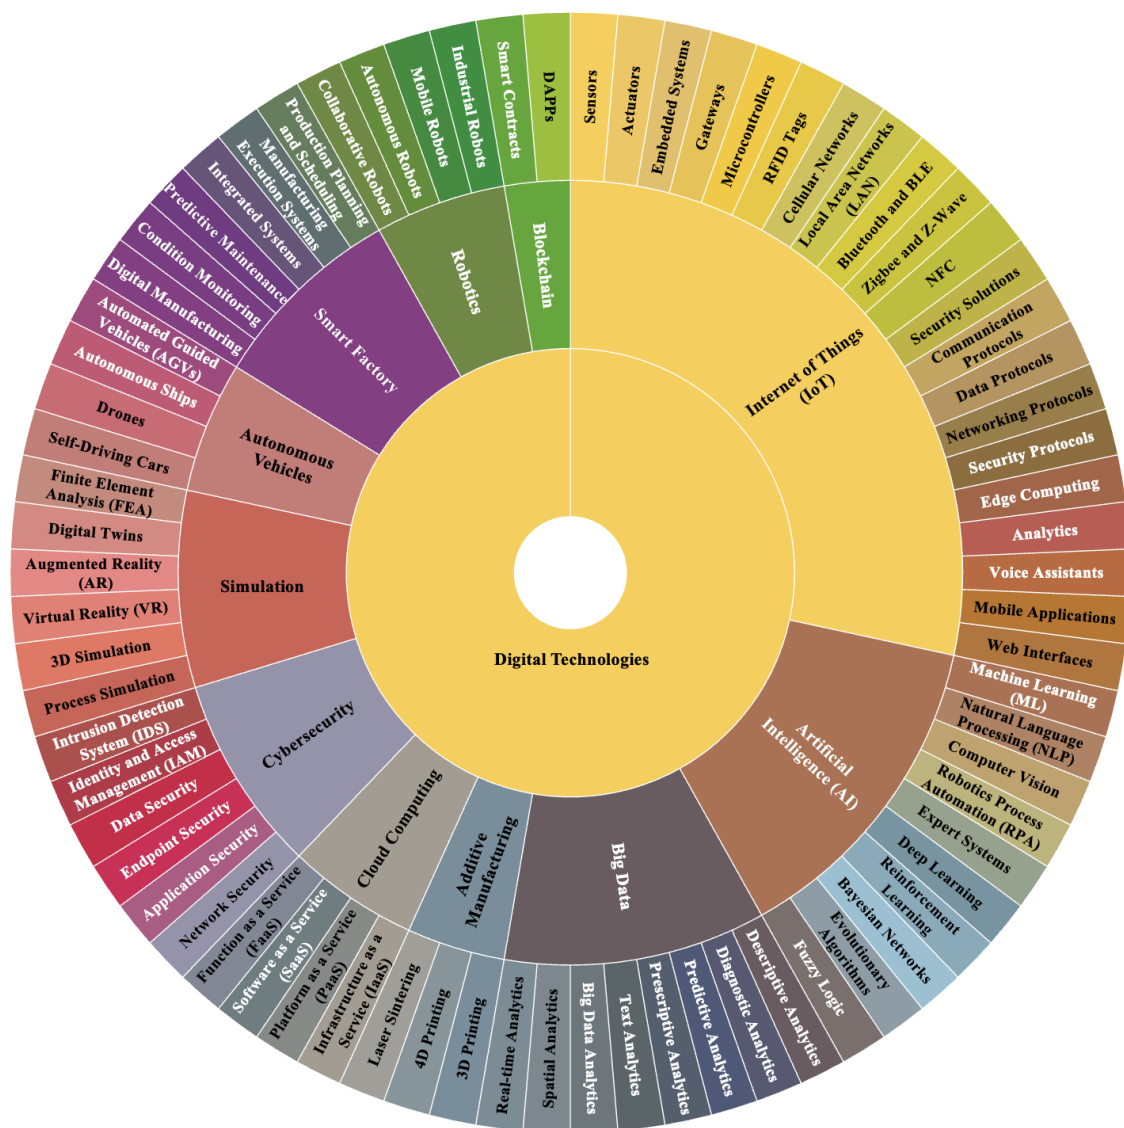 Digital Technologies
Internet of Things
(IoT)
Artificial
Intelligence (AI)
Big Data
Additive
Manufacturing
Cloud Computing
Cybersecurity
Simulation
Autonomous
Vehicles
Smart Factory
Robotics
Blockchain
Sensors
Actuators
Embedded Systems
Gateways
Microcontrollers
RFID Tags
Cellular Networks
Local Area Networks
(LAN)
Bluetooth and BLE
Zigbee and Z-Wave
NFC
Security Solutions
Communication
Protocols
Data Protocols
Networking Protocols
Security Protocols
Edge Computing
Analytics
Voice Assistants
Mobile Applications
Web Interfaces
Machine Learning
(ML)
Natural Language
Processing (NLP)
Computer Vision
Robotics Process
Automation (RPA)
Expert Systems
Deep Learning
Reinforcement
Learning
Bayesian Networks
Evolutionary
Algorithms
Fuzzy Logic
Descriptive Analytics
Diagnostic Analytics
Predictive Analytics
Prescriptive Analytics
Text Analytics
Big Data Analytics
Spatial Analytics
Real-time Analytics
3D Printing
4D Printing
Laser Sintering
Infrastructure as a
Service (IaaS)
Platform as a Service
(PaaS)
Software as a Service
(SaaS)
Function as a Service
(FaaS)
Network Security
Application Security
Endpoint Security
Data Security
Identity and Access
Management (IAM)
Intrusion Detection
System (IDS)
Process Simulation
3D Simulation
Virtual Reality (VR)
Augmented Reality
(AR)
Digital Twins
Finite Element
Analysis (FEA)
Self-Driving Cars
Drones
Autonomous Ships
Automated Guided
Vehicles (AGVs)
Digital Manufacturing
Condition Monitoring
Predictive Maintenance
Integrated Systems
Manufacturing
Execution Systems
Production Planning
and Scheduling
Collaborative Robots
Autonomous Robots
Mobile Robots
Industrial Robots
Smart Contracts
DAPPs